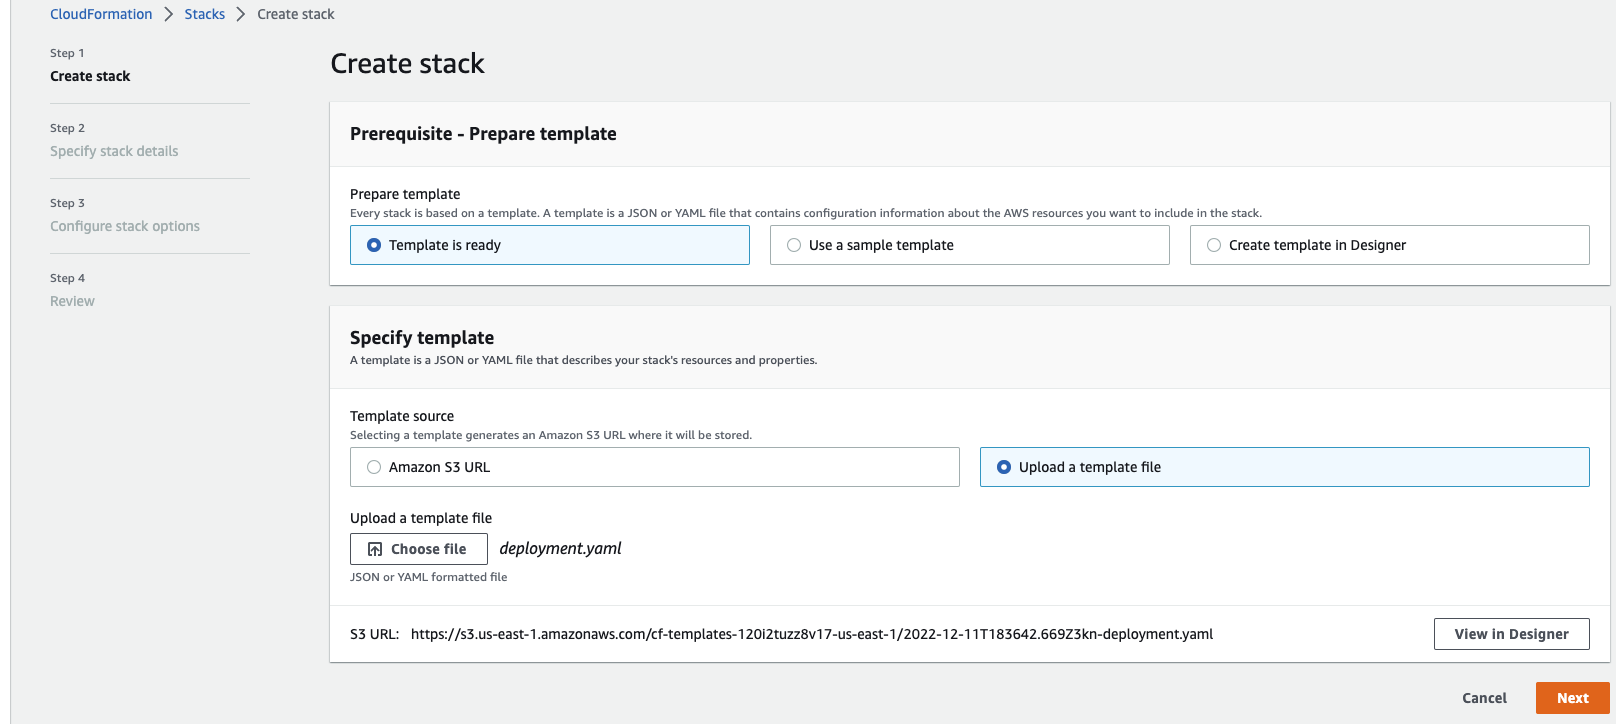 CloudFormation > Stacks > Create stack
Step 1
Create stack
Step 2
Specify stack details
Step 3
Configure stack options
Step 4
Review
Create stack
Prerequisite - Prepare template
Prepare template
Every stack is based on a template. A template is a JSON or YAML file that contains configuration information about the AWS resources you want to include in the stack.
Template is ready
Use a sample template
Create template in Designer
Specify template
A template is a JSON or YAML file that describes your stack's resources and properties.
Template source
Selecting a template generates an Amazon S3 URL where it will be stored.
Amazon S3 URL
Upload a template file
Upload a template file
Choose file deployment.yaml
JSON or YAML formatted file
S3 URL: https://s3.us-east-1.amazonaws.com/cf-templates-120i2tuzz8v17-us-east-1/2022-12-11T183642.669Z3kn-deployment.yaml
View in Designer
Cancel
Next